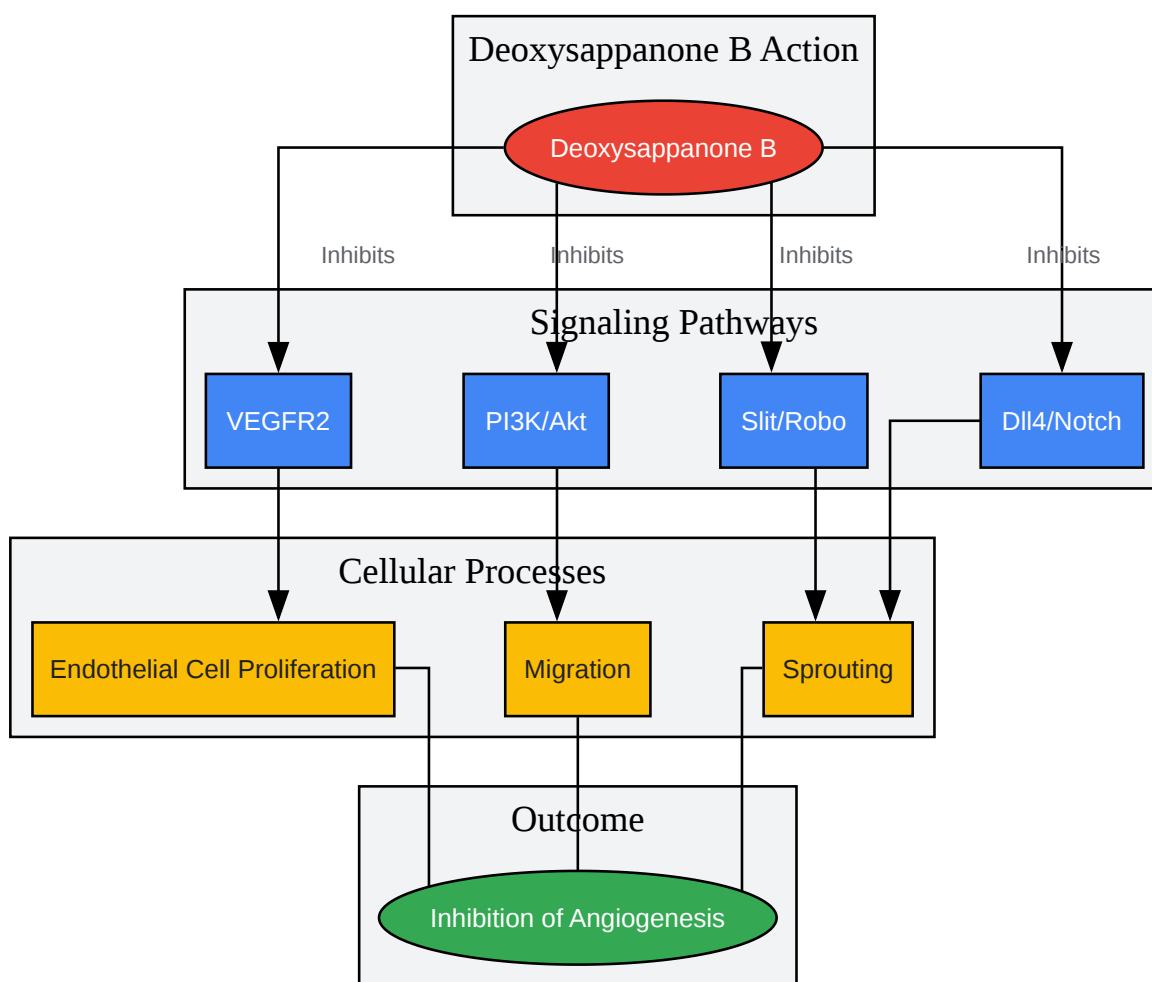 Deoxysappanone B Action
Deoxysappanone B
Inhibits
Inhibits
Inhibits
Inhibits
Signaling Pathways
VEGFR2
PI3K/Akt
Slit/Robo
Dll4/Notch
Cellular Processes
Endothelial Cell Proliferation
Migration
Sprouting
Outcome
Inhibition of Angiogenesis